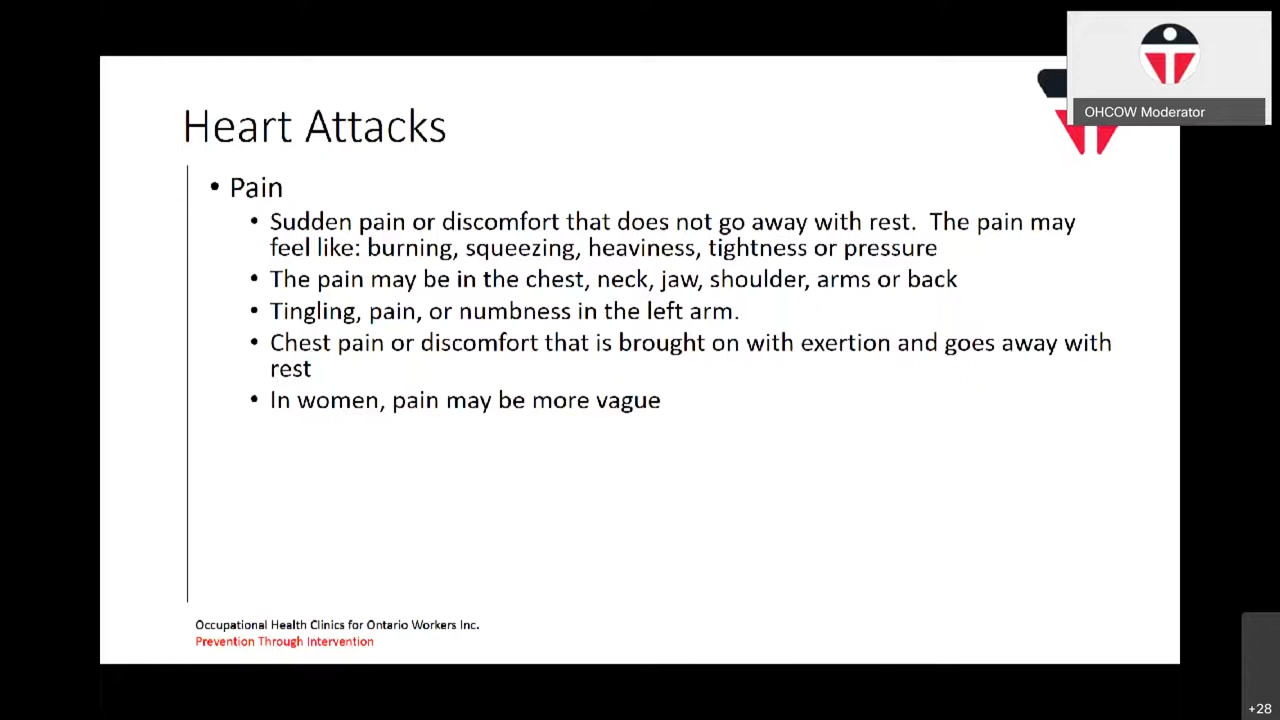 Heart Attacks
• Pain
• Sudden pain or discomfort that does not go away with rest. The pain may
feel like: burning, squeezing, heaviness, tightness or pressure
• The pain may be in the chest, neck, jaw, shoulder, arms or back
• Tingling, pain, or numbness in the left arm.
• Chest pain or discomfort that is brought on with exertion and goes away with
rest
• In women, pain may be more vague
Occupational Health Clinics for Ontario Workers Inc.
Prevention Through Intervention
OHCOW Moderator
+28